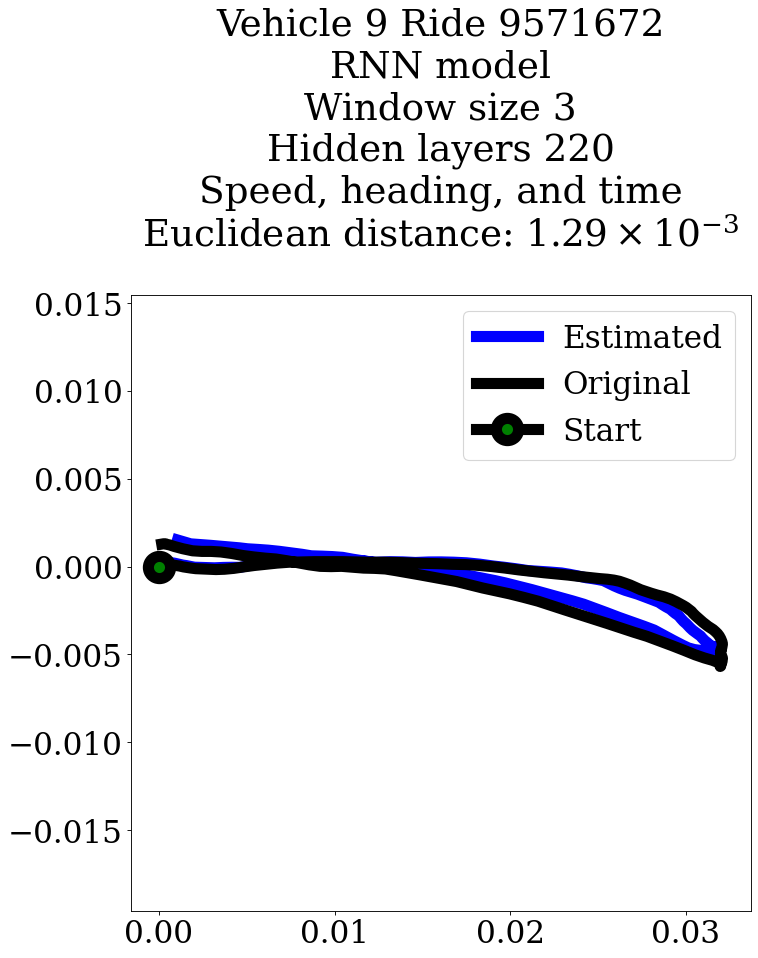 Vehicle 9 Ride 9571672
RNN model
Window size 3
Hidden layers 220
Speed, heading, and time
Euclidean distance: 1.29 × 10⁻³
Estimated
Original
Start
0.015
0.010
0.005
0.000
−0.005
−0.010
−0.015
0.00 0.01 0.02 0.03